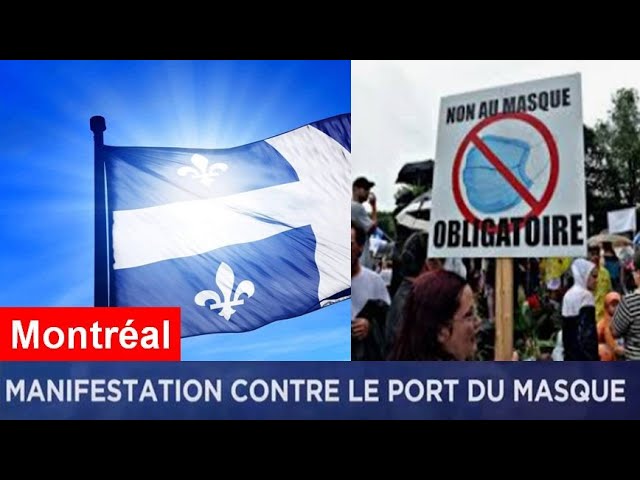 NON AU MASQUE
OBLIGATOIRE
Montréal
MANIFESTATION CONTRE LE PORT DU MASQUE